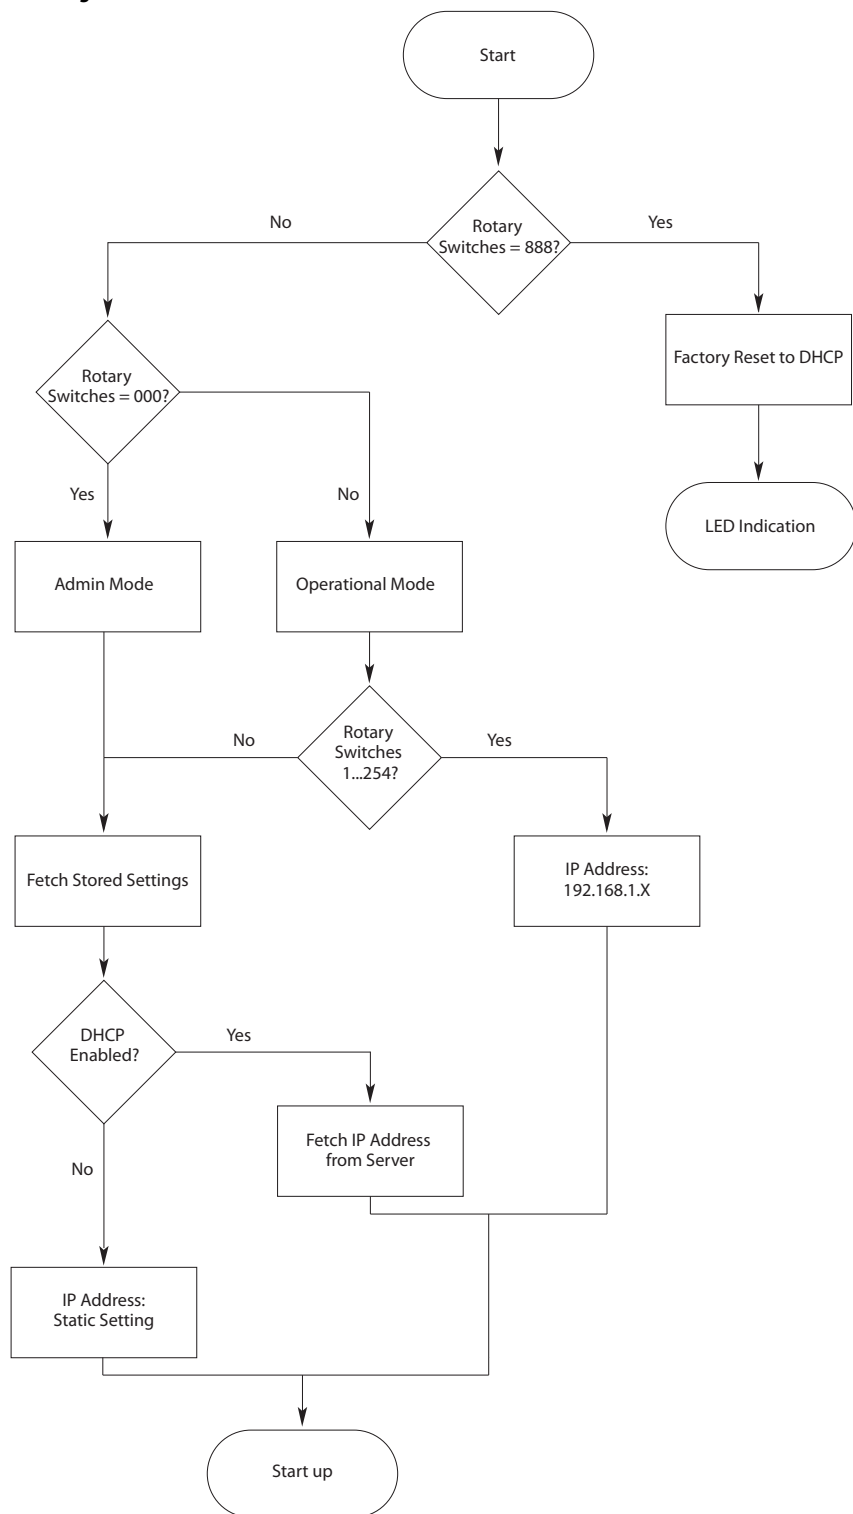 Start
No
Rotary
Switches = 888?
Yes
Rotary
Switches = 000?
Factory Reset to DHCP
Yes
No
LED Indication
Admin Mode
Operational Mode
No
Rotary
Switches
1...254?
Yes
Fetch Stored Settings
IP Address:
192.168.1.X
DHCP
Enabled?
Yes
Fetch IP Address
from Server
No
IP Address:
Static Setting
Start up